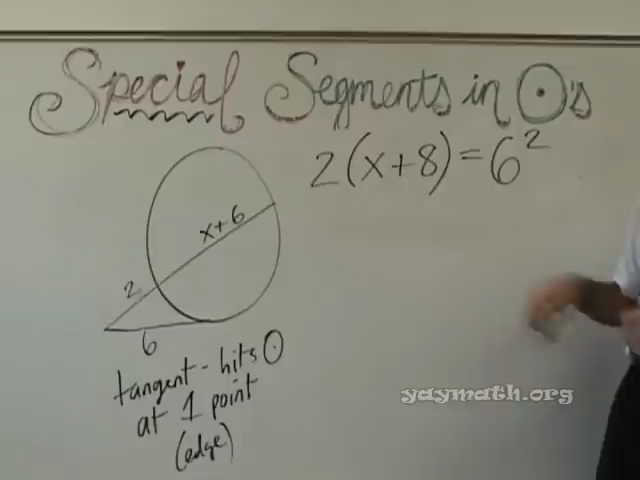 Special Segments in ⊙'s
2(x+8)=6²
x+6
2
6
tangent - hits ⊙
at 1 point
(edge)
yaymath.org